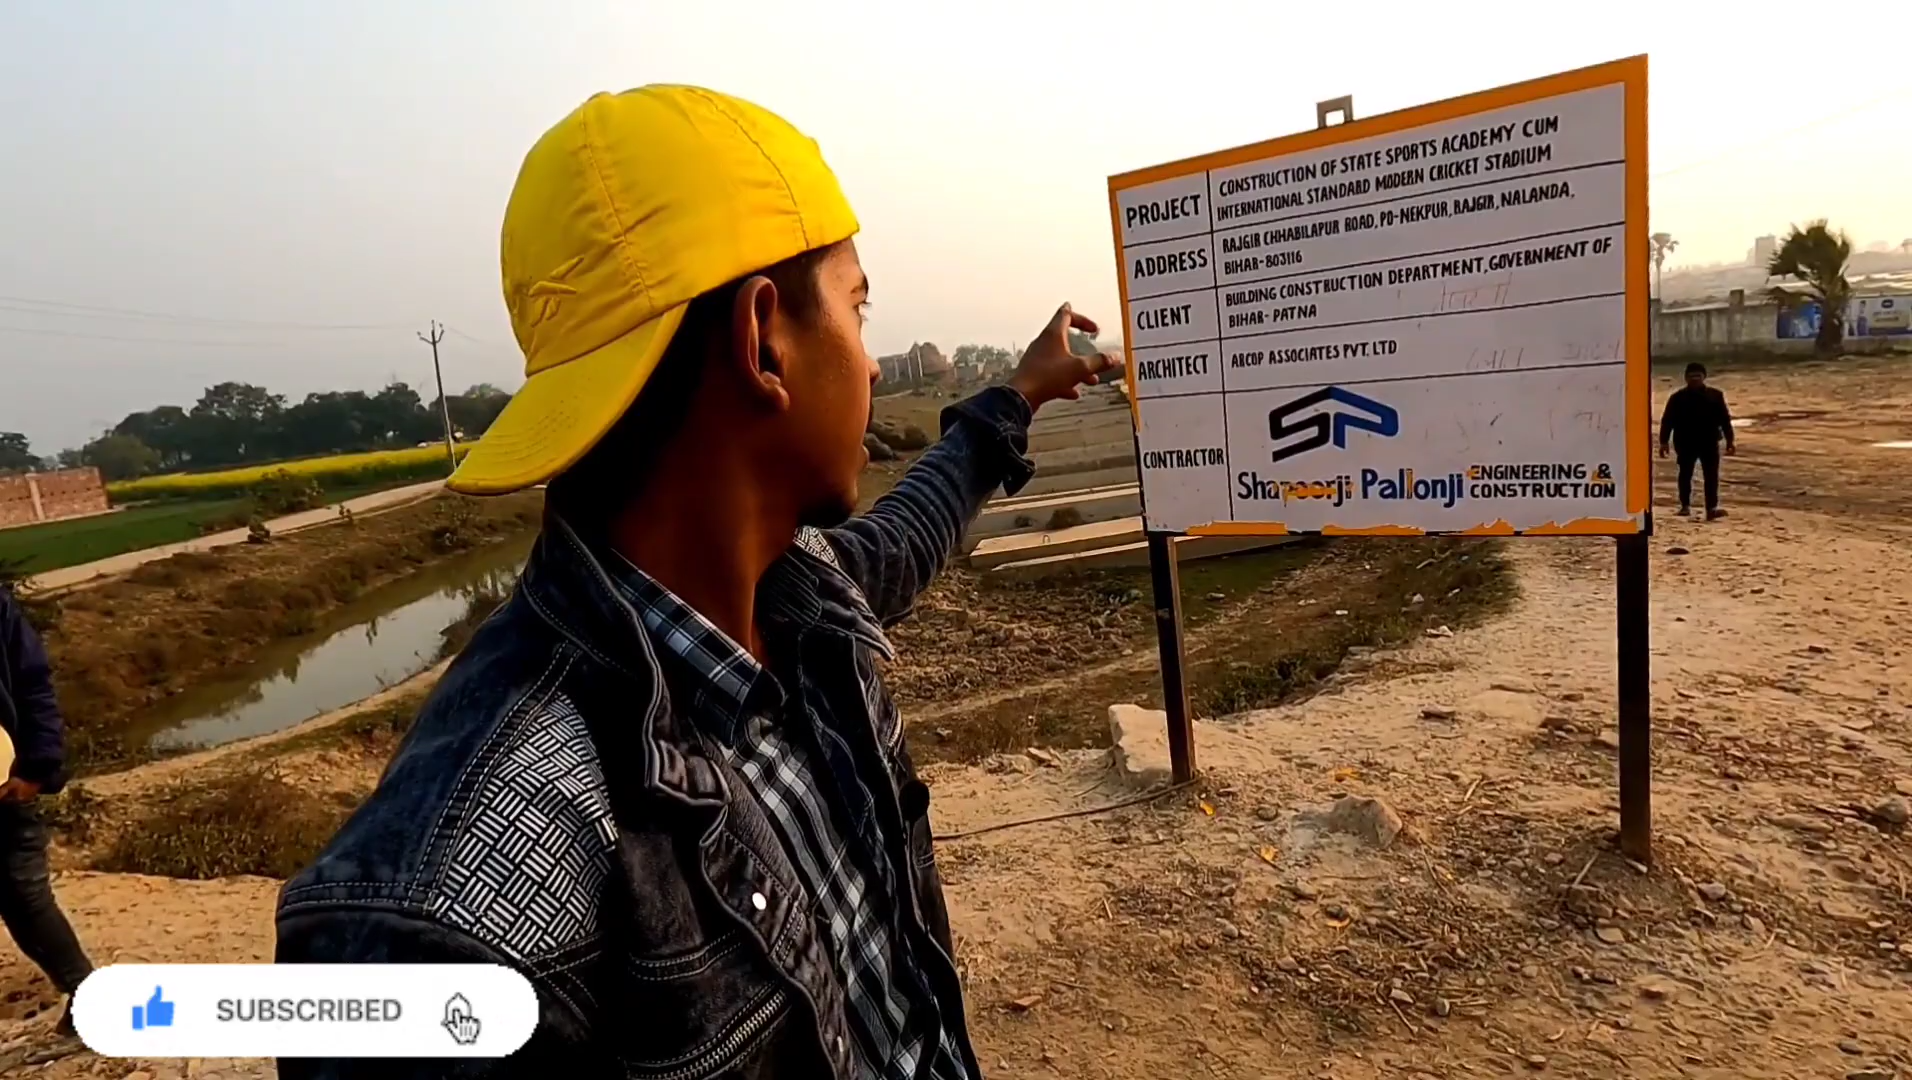 PROJECT
CONSTRUCTION OF STATE SPORTS ACADEMY CUM
INTERNATIONAL STANDARD MODERN CRICKET STADIUM
ADDRESS
RAJGIR CHHABILAPUR ROAD, PO-NEKPUR, RAJGIR, NALANDA,
BIHAR-803116
CLIENT
BUILDING CONSTRUCTION DEPARTMENT, GOVERNMENT OF
BIHAR- PATNA
ARCHITECT
ARCOP ASSOCIATES PVT. LTD
CONTRACTOR
SP
Shapoorji Pallonji ENGINEERING &
CONSTRUCTION
SUBSCRIBED